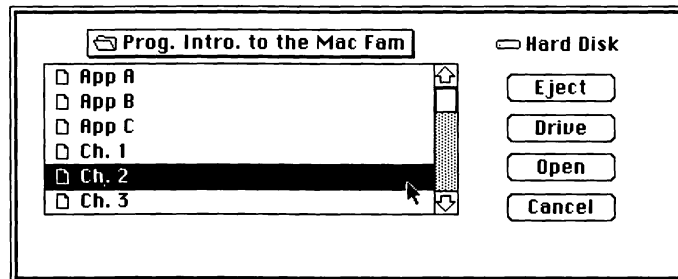 Prog. Intro. to the Mac Fam
Hard Disk
App A
App B
App C
Ch. 1
Ch. 2
Ch. 3
Eject
Drive
Open
Cancel